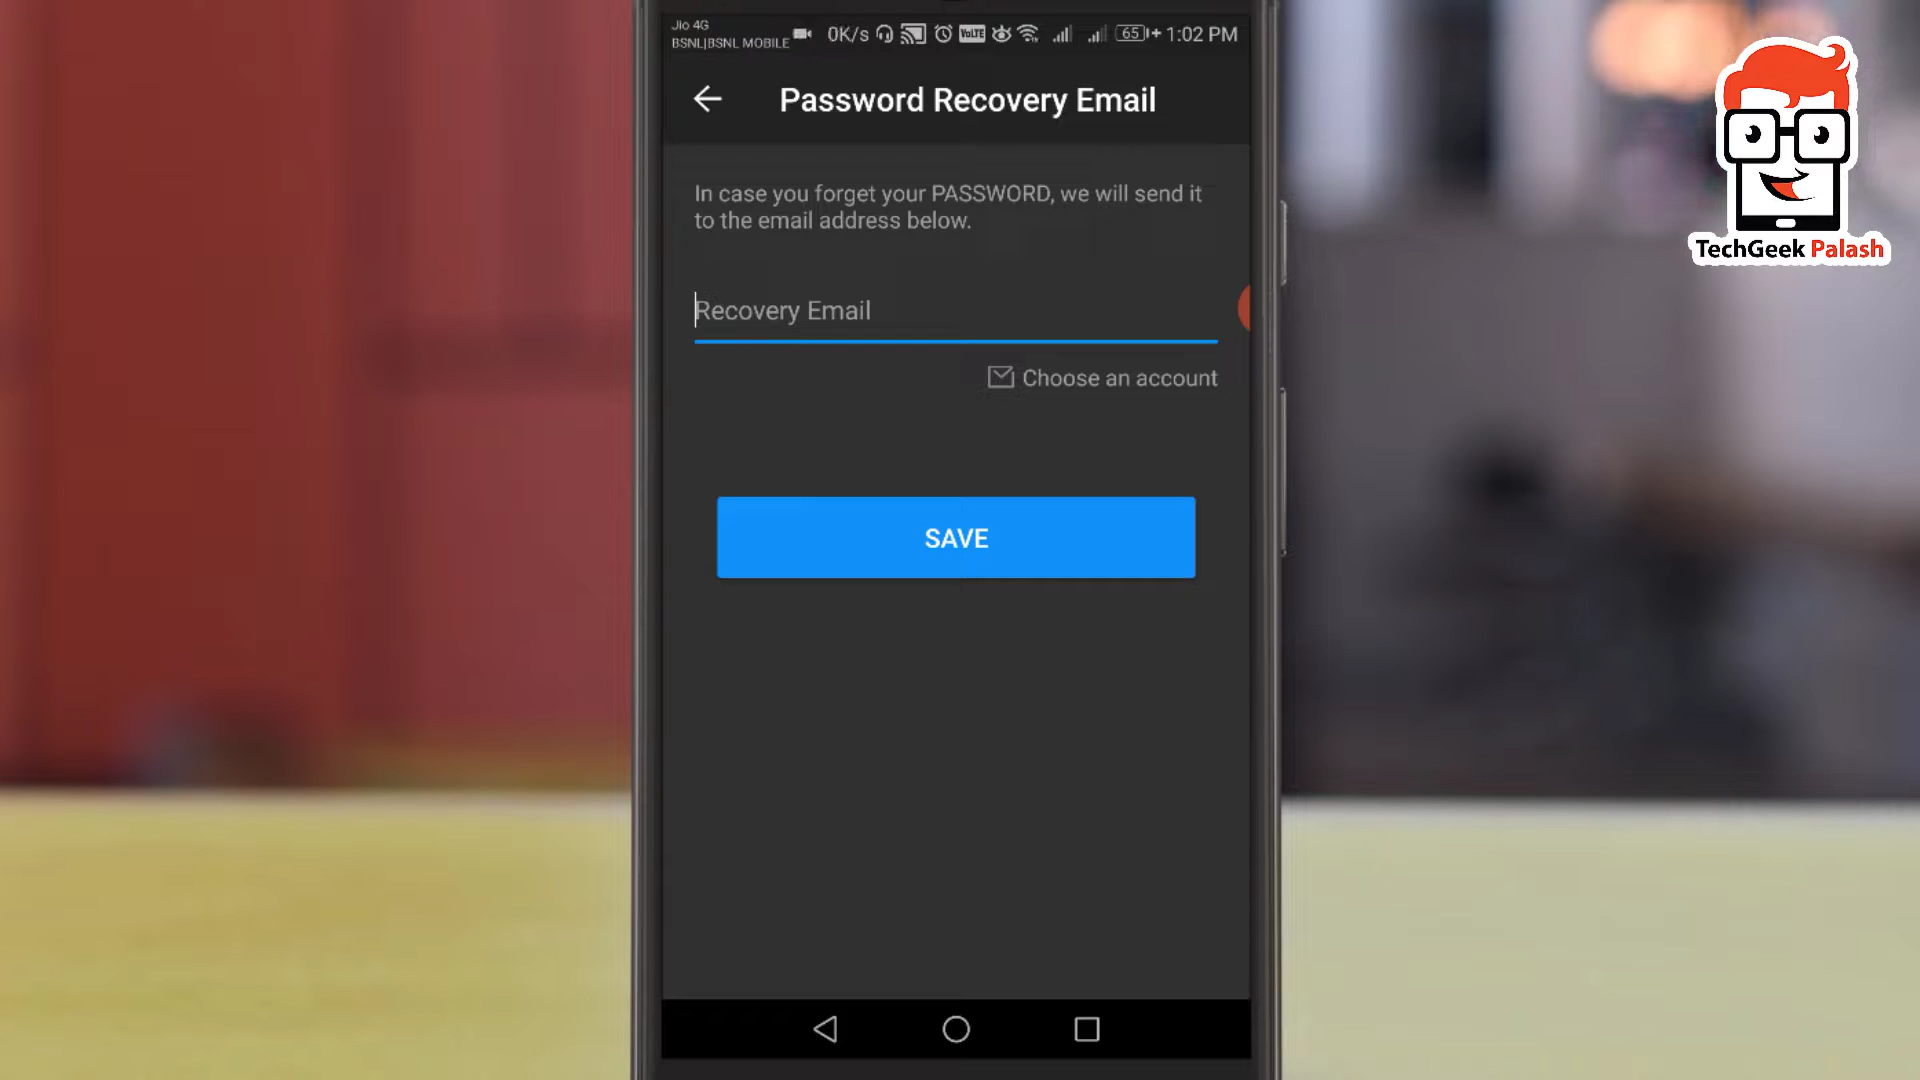 Jio 4G
BSNL|BSNL MOBILE
0K/s
VoLTE
65
1:02 PM
Password Recovery Email
In case you forget your PASSWORD, we will send it
to the email address below.
Recovery Email
Choose an account
SAVE
TechGeek Palash